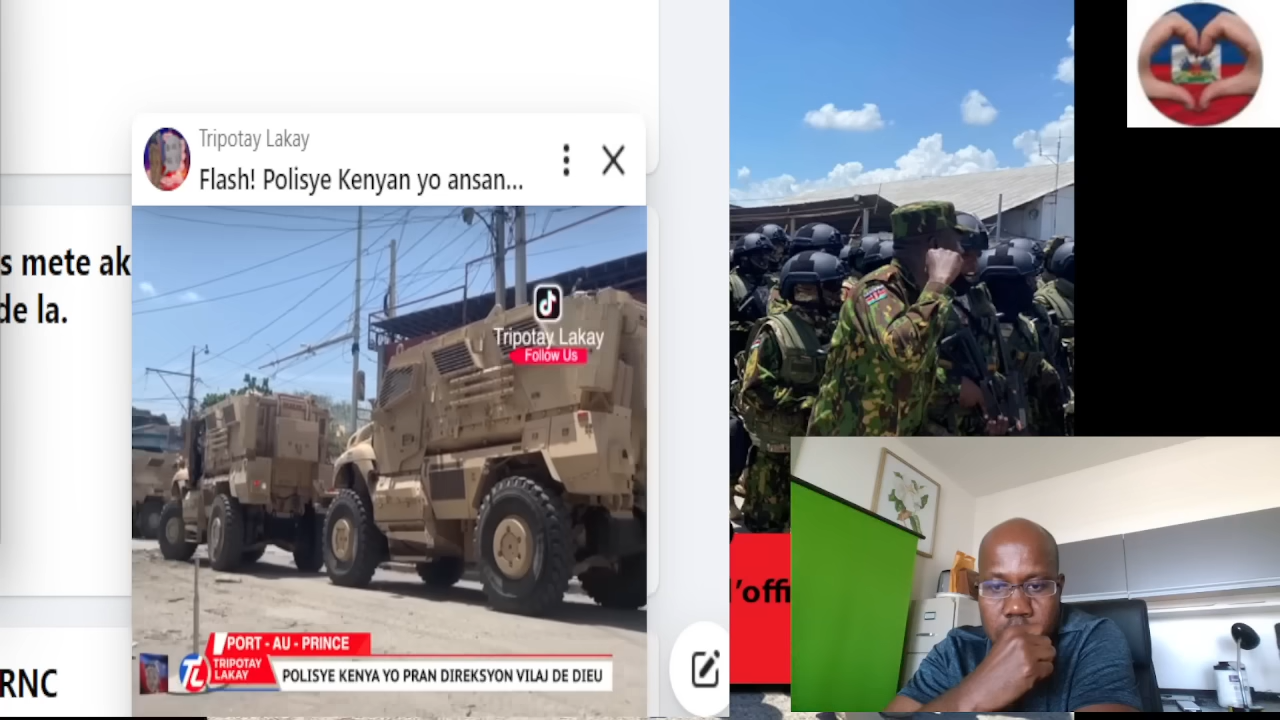 Tripotay Lakay
Flash! Polisye Kenyan yo ansan...
s mete ak
de la.
Tripotay Lakay
Follow Us
l'offi
PORT - AU - PRINCE
TRIPOTAY
LAKAY
POLISYE KENYA YO PRAN DIREKSYON VILAJ DE DIEU
RNC